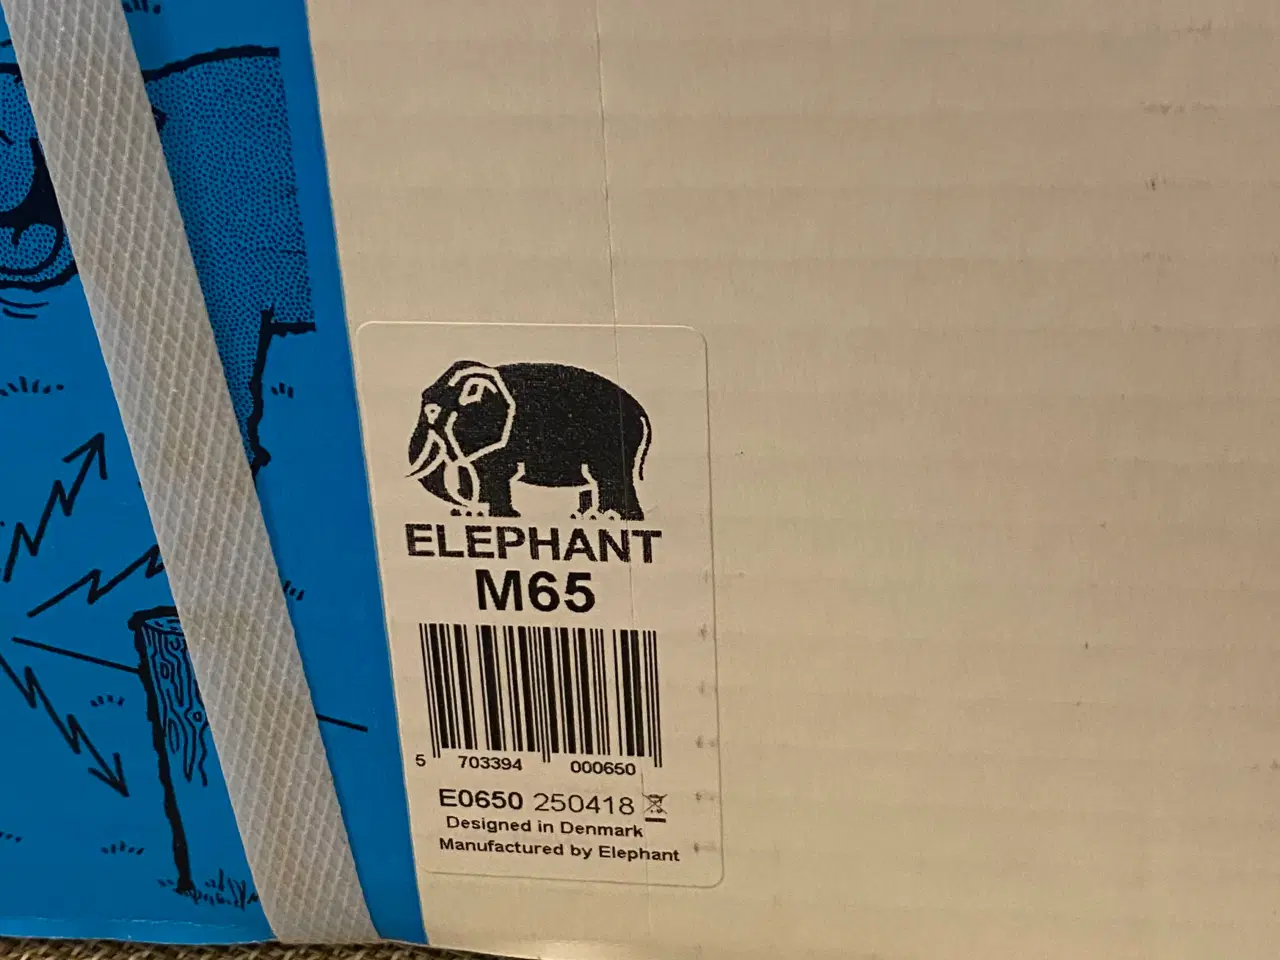 ELEPHANT
M65
5 703394 000650
E0650 250418
Designed in Denmark
Manufactured by Elephant